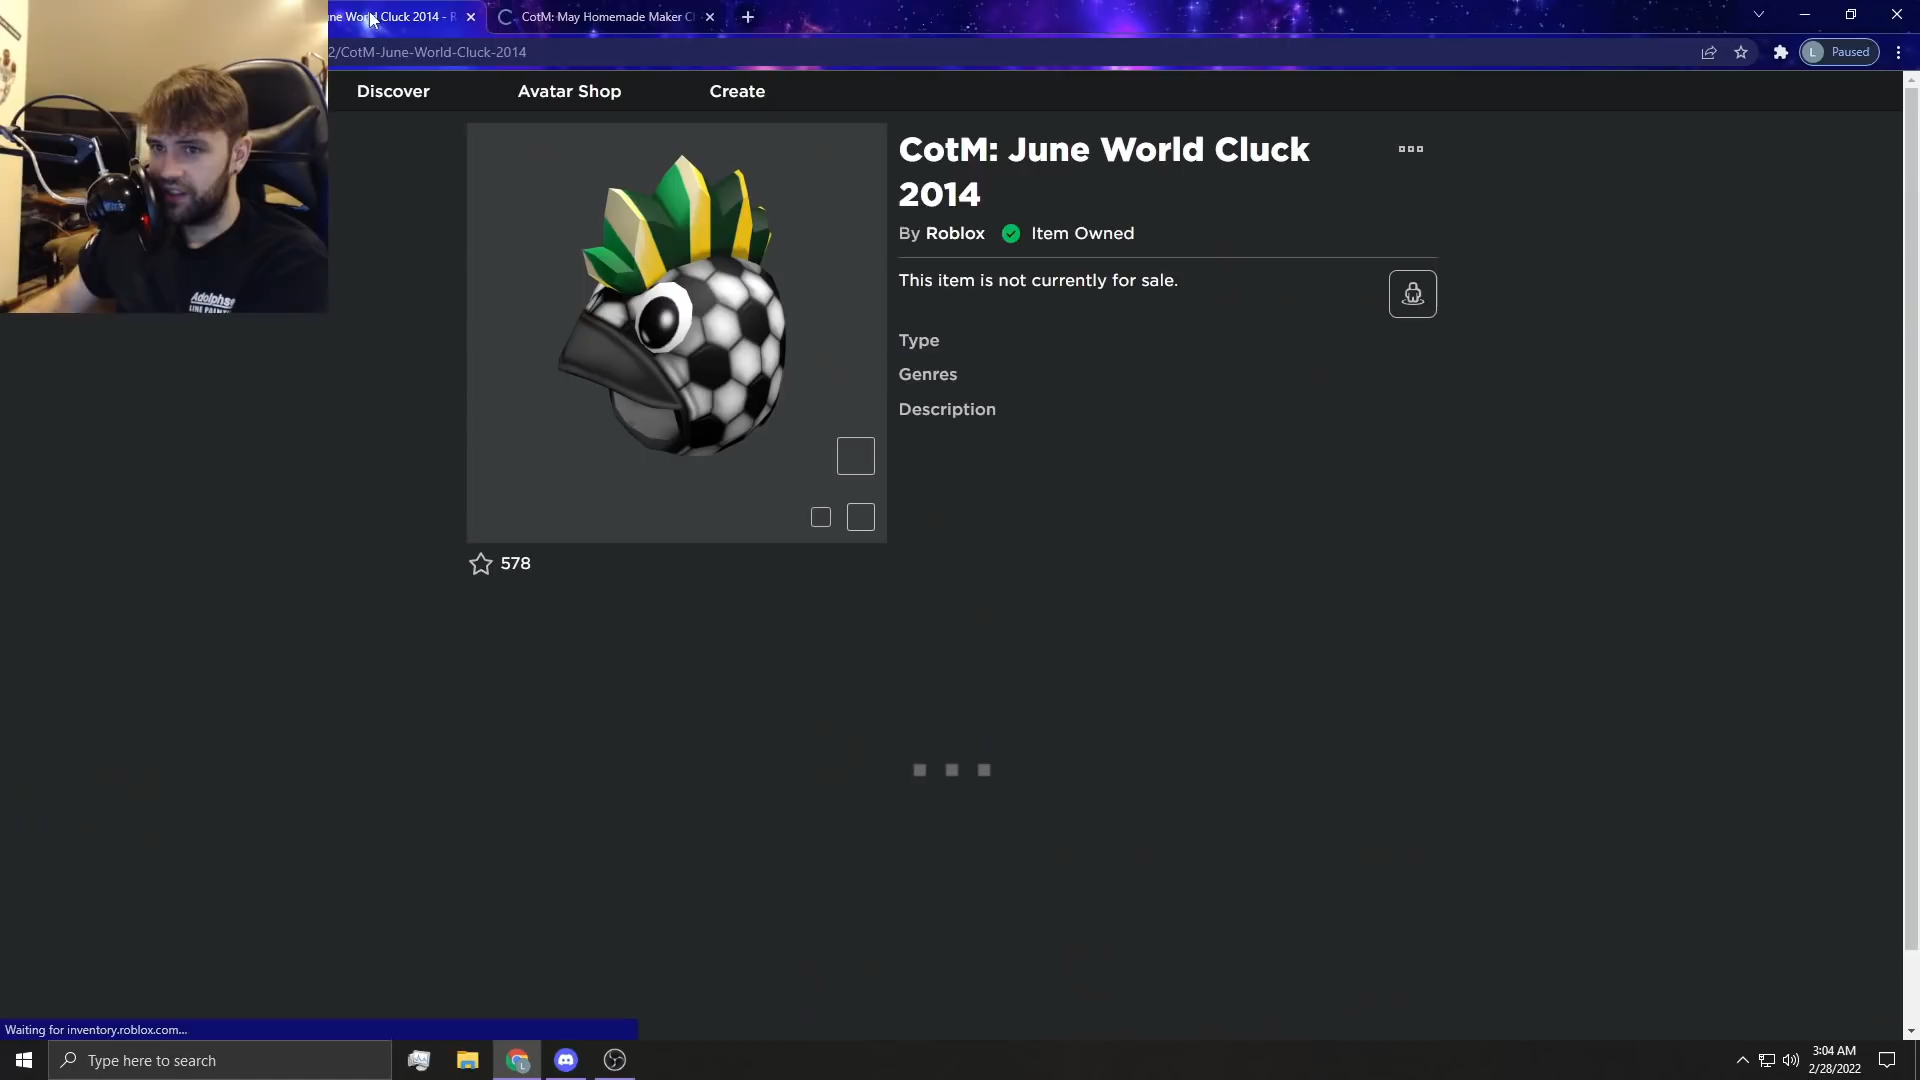 ne World Cluck 2014 - R
CotM: May Homemade Maker Cl
2/CotM-June-World-Cluck-2014
L Paused
Discover
Avatar Shop
Create
CotM: June World Cluck
2014
By Roblox Item Owned
This item is not currently for sale.
Type
Genres
Description
578
Adolphs
Waiting for inventory.roblox.com...
Type here to search
3:04 AM
2/28/2022